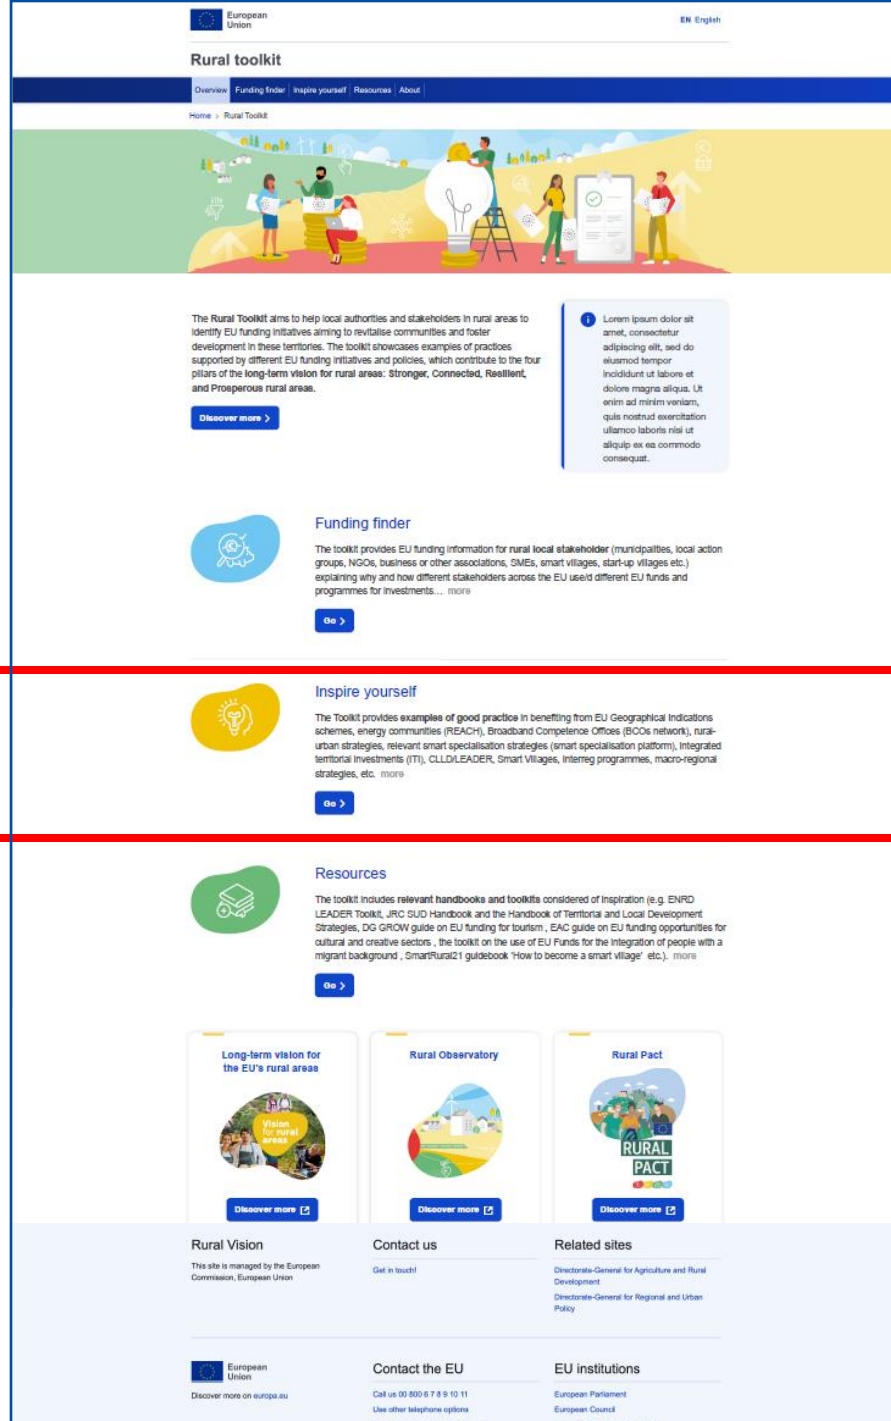 European
Union
EN English
Rural toolkit
Overview Funding finder Inspire yourself Resources About
Home > Rural Toolkit
The Rural Toolkit aims to help local authorities and stakeholders in rural areas to
identify EU funding initiatives aiming to revitalise communities and foster
development in these territories. The toolkit showcases examples of practices
supported by different EU funding initiatives and policies, which contribute to the four
pillars of the long-term vision for rural areas: Stronger, Connected, Resilient,
and Prosperous rural areas.
Discover more >
Lorem ipsum dolor sit
amet, consectetur
adipiscing elit, sed do
eiusmod tempor
incididunt ut labore et
dolore magna aliqua. Ut
enim ad minim veniam,
quis nostrud exercitation
ullamco laboris nisi ut
aliquip ex ea commodo
consequat.
Funding finder
The toolkit provides EU funding information for rural local stakeholder (municipalities, local action
groups, NGOs, business or other associations, SMEs, smart villages, start-up villages etc.)
explaining why and how different stakeholders across the EU use/d different EU funds and
programmes for investments... more
Go >
Inspire yourself
The Toolkit provides examples of good practice in benefiting from EU Geographical Indications
schemes, energy communities (REACH), Broadband Competence Offices (BCOs network), rural-
urban strategies, relevant smart specialisation strategies (smart specialisation platform), Integrated
territorial investments (ITI), CLLD/LEADER, Smart Villages, Interreg programmes, macro-regional
strategies, etc. more
Go >
Resources
The toolkit includes relevant handbooks and toolkits considered of inspiration (e.g. ENRD
LEADER Toolkit, JRC SUD Handbook and the Handbook of Territorial and Local Development
Strategies, DG GROW guide on EU funding for tourism , EAC guide on EU funding opportunities for
cultural and creative sectors , the toolkit on the use of EU Funds for the integration of people with a
migrant background , SmartRural21 guidebook 'How to become a smart village' etc.). more
Go >
Long-term vision for
the EU's rural areas
Vision
for rural
areas
Discover more
Rural Observatory
Discover more
Rural Pact
RURAL
PACT
Discover more
Rural Vision
This site is managed by the European
Commission, European Union
Contact us
Get in touch!
Related sites
Directorate-General for Agriculture and Rural
Development
Directorate-General for Regional and Urban
Policy
European
Union
Discover more on europa.eu
Contact the EU
Call us 00 800 6 7 8 9 10 11
Use other telephone options
EU institutions
European Parliament
European Council